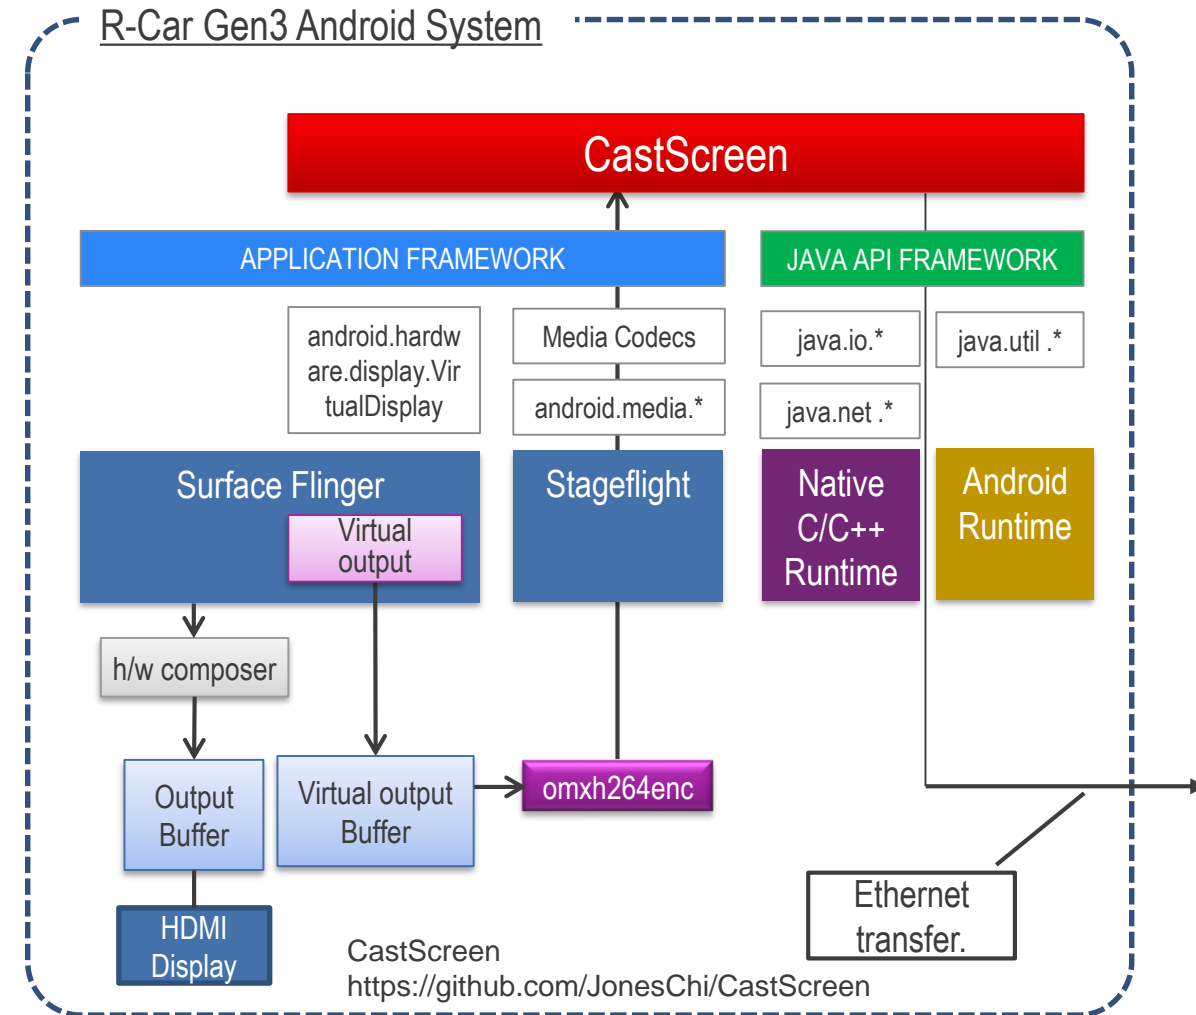 R-Car Gen3 Android System
CastScreen
APPLICATION FRAMEWORK
JAVA API FRAMEWORK
android.hardw
are.display.Vir
tualDisplay
Media Codecs
android.media.*
java.io.*
java.util .*
java.net .*
Surface Flinger
Virtual
output
Stageflight
Native
C/C++
Runtime
Android
Runtime
h/w composer
Output
Buffer
Virtual output
Buffer
omxh264enc
HDMI
Display
Ethernet
transfer.
CastScreen
https://github.com/JonesChi/CastScreen